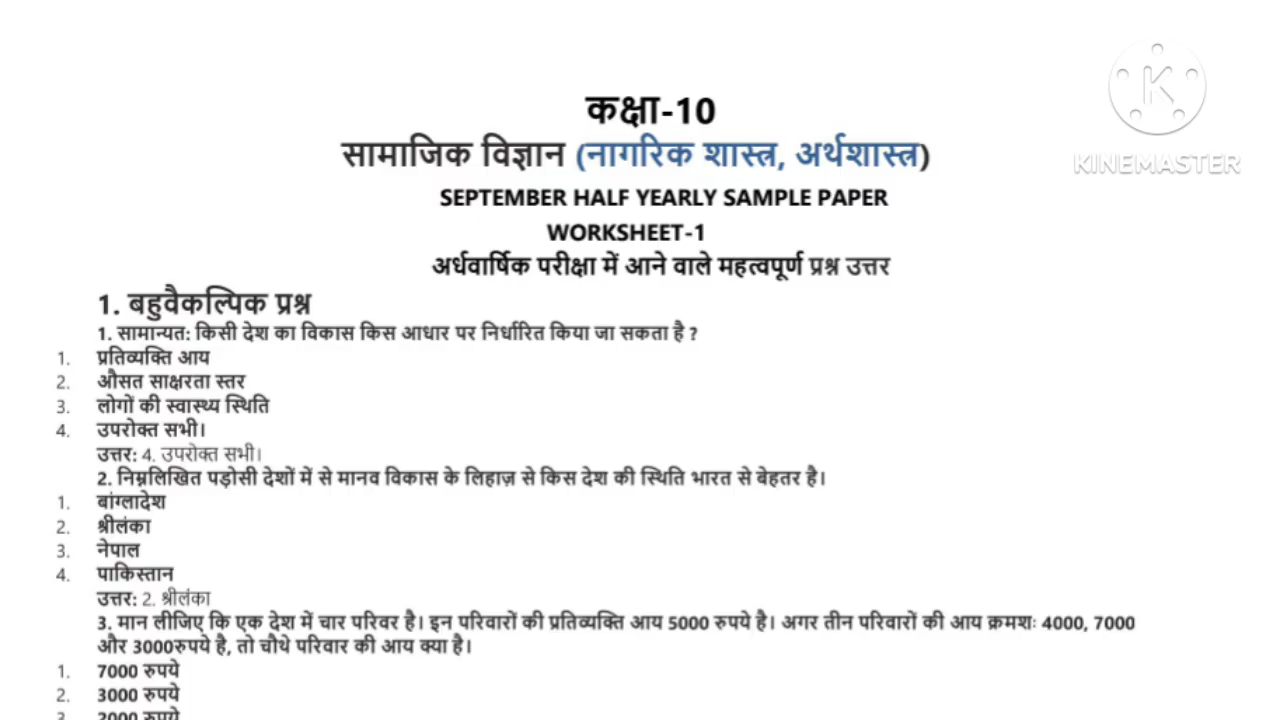 कक्षा-10
सामाजिक विज्ञान (नागरिक शास्त्र, अर्थशास्त्र)
SEPTEMBER HALF YEARLY SAMPLE PAPER
WORKSHEET-1
अर्धवार्षिक परीक्षा में आने वाले महत्वपूर्ण प्रश्न उत्तर
KINEMASTER
1. बहुवैकल्पिक प्रश्न
1. सामान्यत: किसी देश का विकास किस आधार पर निर्धारित किया जा सकता है ?
1. प्रतिव्यक्ति आय
2. औसत साक्षरता स्तर
3. लोगों की स्वास्थ्य स्थिति
4. उपरोक्त सभी।
उत्तर: 4. उपरोक्त सभी।
2. निम्नलिखित पड़ोसी देशों में से मानव विकास के लिहाज़ से किस देश की स्थिति भारत से बेहतर है।
1. बांग्लादेश
2. श्रीलंका
3. नेपाल
4. पाकिस्तान
उत्तर: 2. श्रीलंका
3. मान लीजिए कि एक देश में चार परिवर है। इन परिवारों की प्रतिव्यक्ति आय 5000 रुपये है। अगर तीन परिवारों की आय क्रमशः 4000, 7000
और 3000रुपये है, तो चौथे परिवार की आय क्या है।
1. 7000 रुपये
2. 3000 रुपये
3. 2000 रुपये